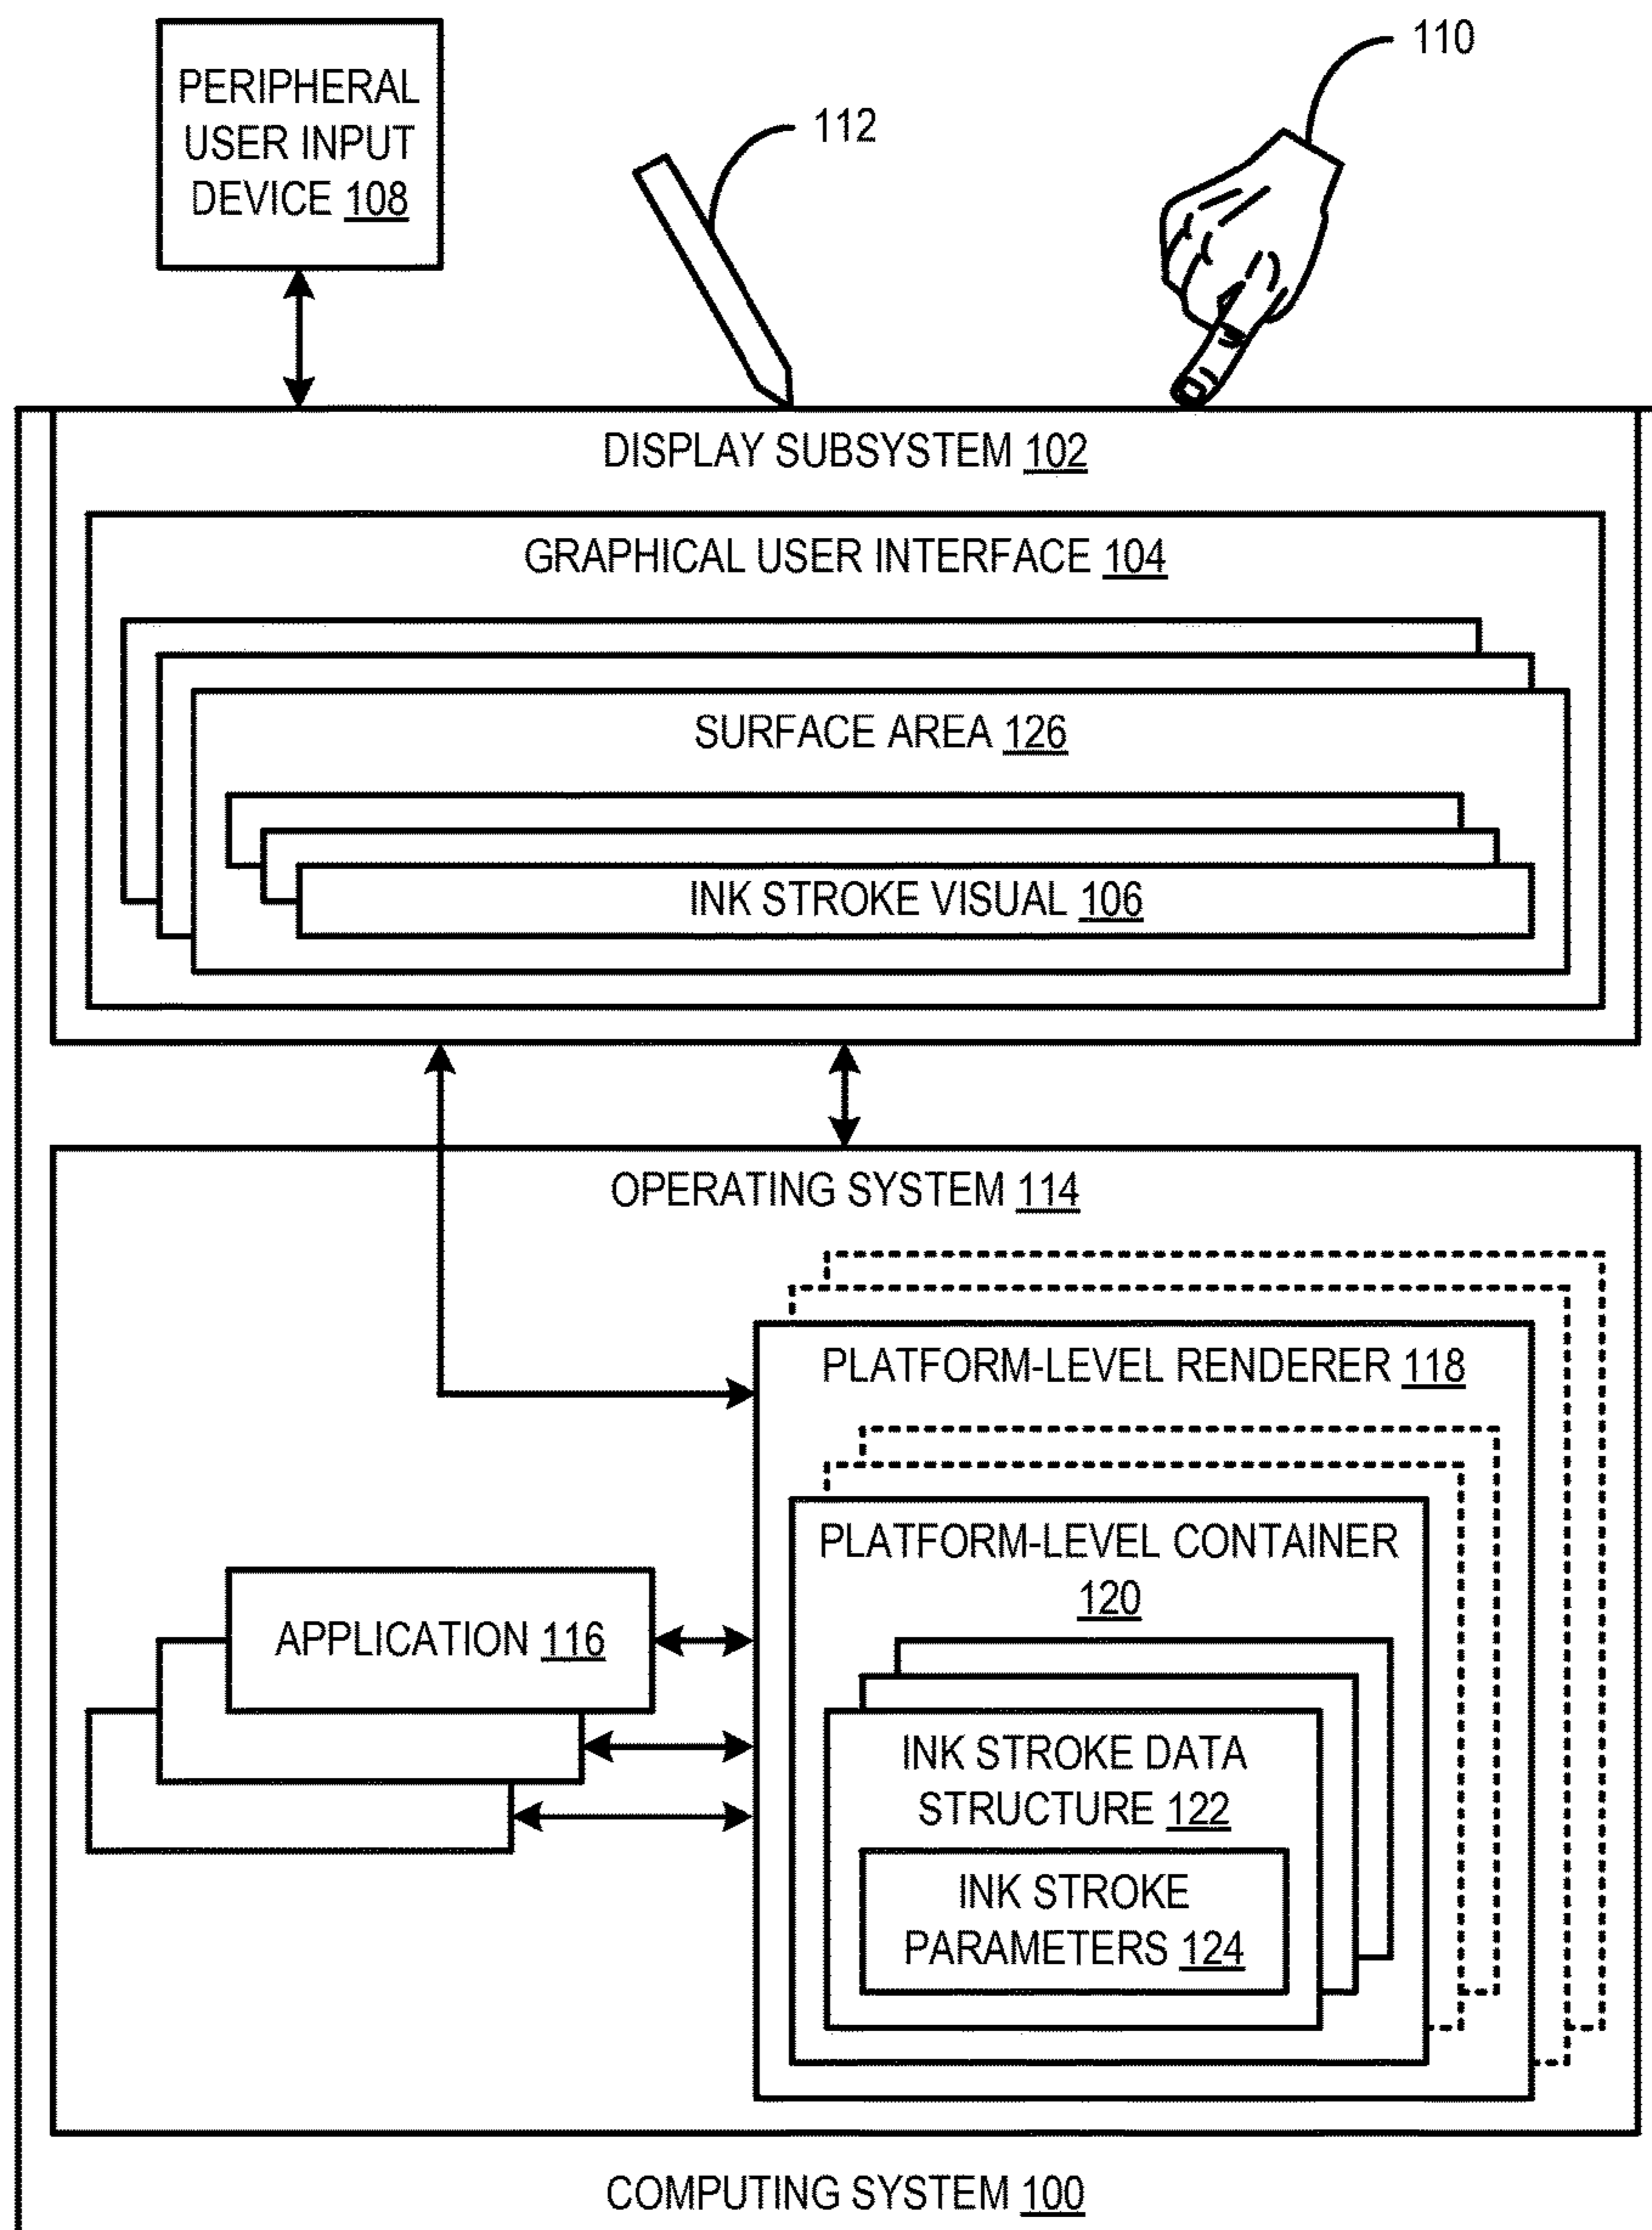 110
PERIPHERAL
USER INPUT
DEVICE 108
112
DISPLAY SUBSYSTEM 102
GRAPHICAL USER INTERFACE 104
SURFACE AREA 126
INK STROKE VISUAL 106
OPERATING SYSTEM 114
PLATFORM-LEVEL RENDERER 118
PLATFORM-LEVEL CONTAINER
120
APPLICATION 116
INK STROKE DATA
STRUCTURE 122
INK STROKE
PARAMETERS 124
COMPUTING SYSTEM 100